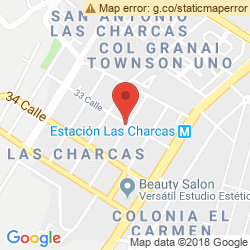 Map error: g.co/staticmaperror
SAN ANTONIO
LAS CHARCAS
COL GRANAI
TOWNSON UNO
33 Calle
34 Calle
Estación Las Charcas M
LAS CHARCAS
Beauty Salon
Versátil Estudio Estétic
COLONIA EL
CARMEN
Google
Map data ©2018 Google